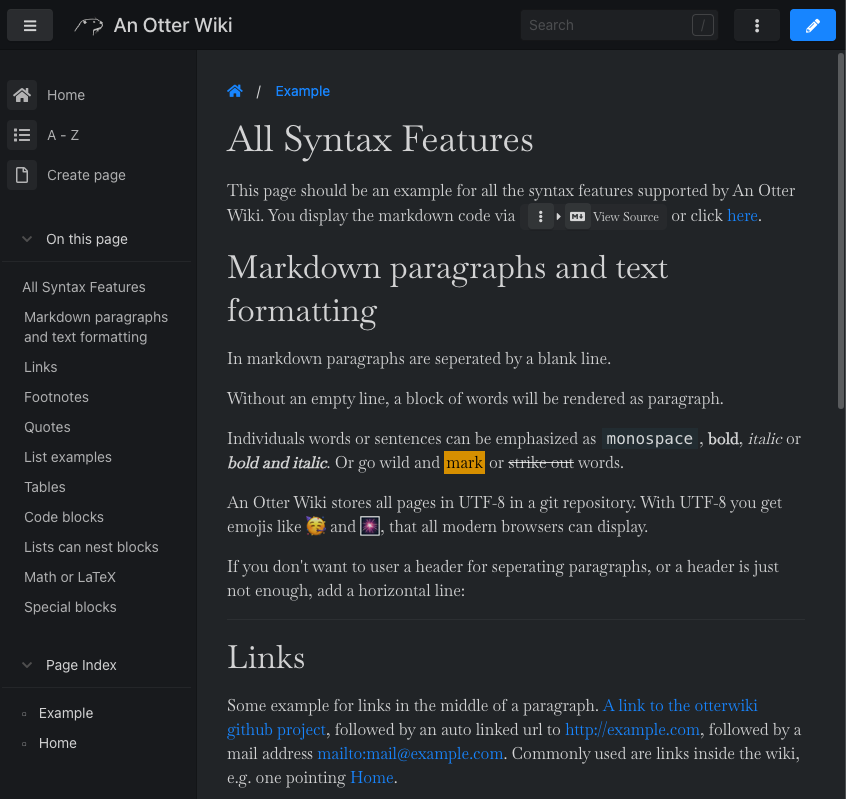 An Otter Wiki
Search /
Home
A - Z
Create page
On this page
All Syntax Features
Markdown paragraphs
and text formatting
Links
Footnotes
Quotes
List examples
Tables
Code blocks
Lists can nest blocks
Math or LaTeX
Special blocks
Page Index
Example
Home
/ Example
All Syntax Features
This page should be an example for all the syntax features supported by An Otter
Wiki. You display the markdown code via View Source or click here.
Markdown paragraphs and text
formatting
In markdown paragraphs are seperated by a blank line.
Without an empty line, a block of words will be rendered as paragraph.
Individuals words or sentences can be emphasized as monospace, bold, italic or
bold and italic. Or go wild and mark or strike out words.
An Otter Wiki stores all pages in UTF-8 in a git repository. With UTF-8 you get
emojis like 🥳 and 🎆, that all modern browsers can display.
If you don't want to user a header for seperating paragraphs, or a header is just
not enough, add a horizontal line:
Links
Some example for links in the middle of a paragraph. A link to the otterwiki
github project, followed by an auto linked url to http://example.com, followed by a
mail address mailto:mail@example.com. Commonly used are links inside the wiki,
e.g. one pointing Home.